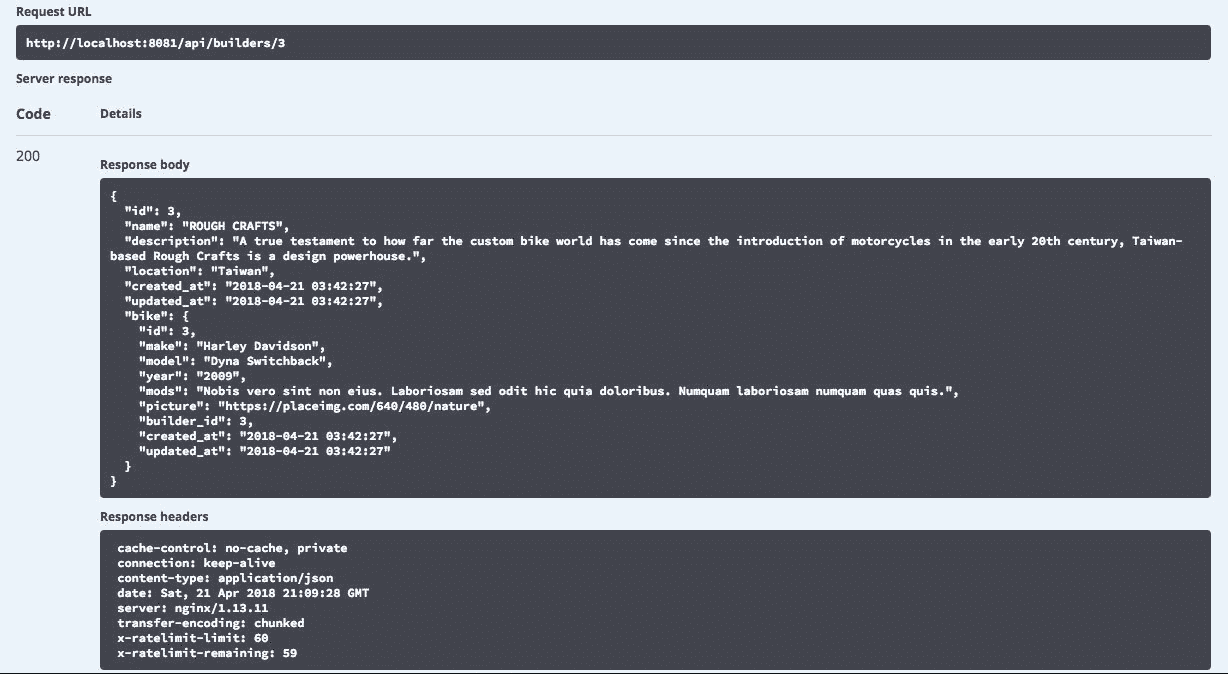 Request URL
http://localhost:8081/api/builders/3
Server response
Code Details
200
Response body
{
  "id": 3,
  "name": "ROUGH CRAFTS",
  "description": "A true testament to how far the custom bike world has come since the introduction of motorcycles in the early 20th century, Taiwan-
based Rough Crafts is a design powerhouse.",
  "location": "Taiwan",
  "created_at": "2018-04-21 03:42:27",
  "updated_at": "2018-04-21 03:42:27",
  "bike": {
    "id": 3,
    "make": "Harley Davidson",
    "model": "Dyna Switchback",
    "year": "2009",
    "mods": "Nobis vero sint non eius. Laboriosam sed odit hic quia doloribus. Numquam laboriosam numquam quas quis.",
    "picture": "https://placeimg.com/640/480/nature",
    "builder_id": 3,
    "created_at": "2018-04-21 03:42:27",
    "updated_at": "2018-04-21 03:42:27"
  }
}
Response headers
cache-control: no-cache, private
connection: keep-alive
content-type: application/json
date: Sat, 21 Apr 2018 21:09:28 GMT
server: nginx/1.13.11
transfer-encoding: chunked
x-ratelimit-limit: 60
x-ratelimit-remaining: 59